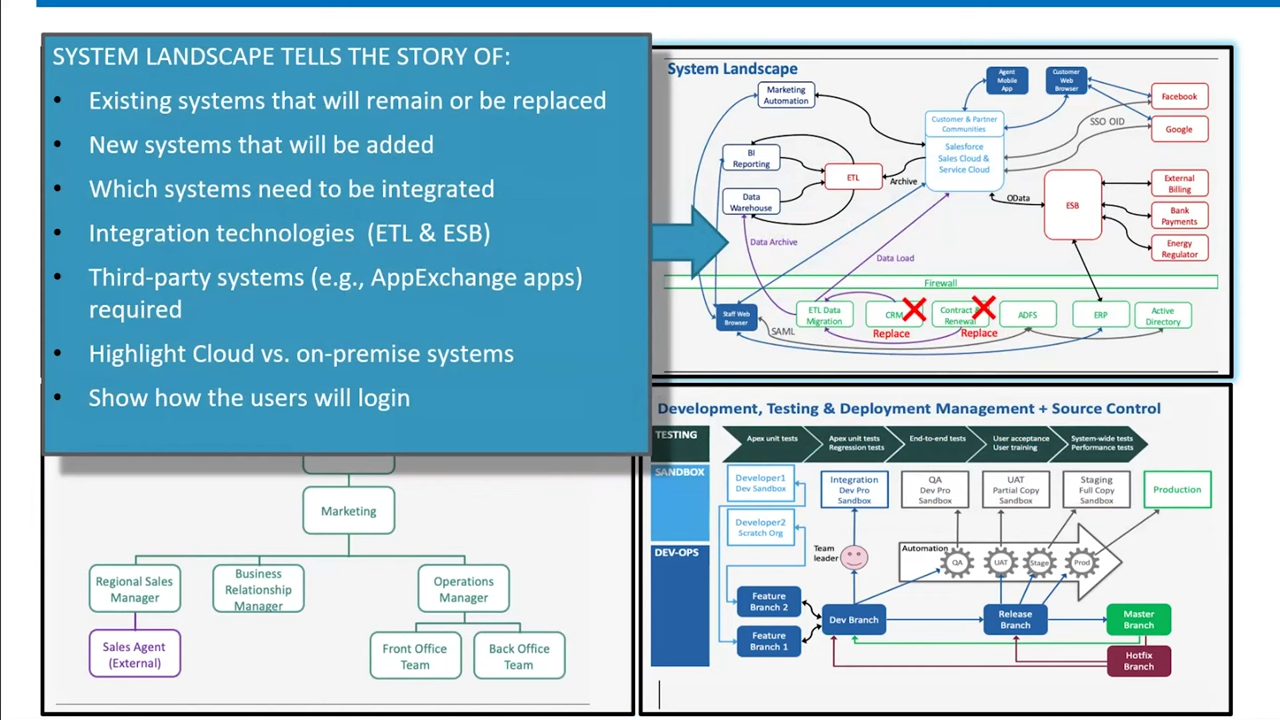 SYSTEM LANDSCAPE TELLS THE STORY OF:
• Existing systems that will remain or be replaced
• New systems that will be added
• Which systems need to be integrated
• Integration technologies (ETL & ESB)
• Third-party systems (e.g., AppExchange apps)
required
• Highlight Cloud vs. on-premise systems
• Show how the users will login
System Landscape
Marketing
Automation
Agent
Mobile
App
Customer
Web
Browser
Facebook
Google
SSO OID
Customer & Partner
Communities
Salesforce
Sales Cloud &
Service Cloud
BI
Reporting
ETL
Archive
Data
Warehouse
OData
ESB
External
Billing
Bank
Payments
Energy
Regulator
Data Archive
Data Load
Firewall
Staff Web
Browser
SAML
ETL Data
Migration
CRM
Replace
Contract &
Renewal
Replace
ADFS
ERP
Active
Directory
Marketing
Regional Sales
Manager
Business
Relationship
Manager
Operations
Manager
Sales Agent
(External)
Front Office
Team
Back Office
Team
Development, Testing & Deployment Management + Source Control
TESTING
Apex unit tests
Apex unit tests
Regression tests
End-to-end tests
User acceptance
User training
System-wide tests
Performance tests
SANDBOX
Developer1
Dev Sandbox
Integration
Dev Pro
Sandbox
QA
Dev Pro
Sandbox
UAT
Partial Copy
Sandbox
Staging
Full Copy
Sandbox
Production
Developer2
Scratch Org
DEV-OPS
Team
leader
Automation
QA
UAT
Stage
Prod
Feature
Branch 2
Feature
Branch 1
Dev Branch
Release
Branch
Master
Branch
Hotfix
Branch